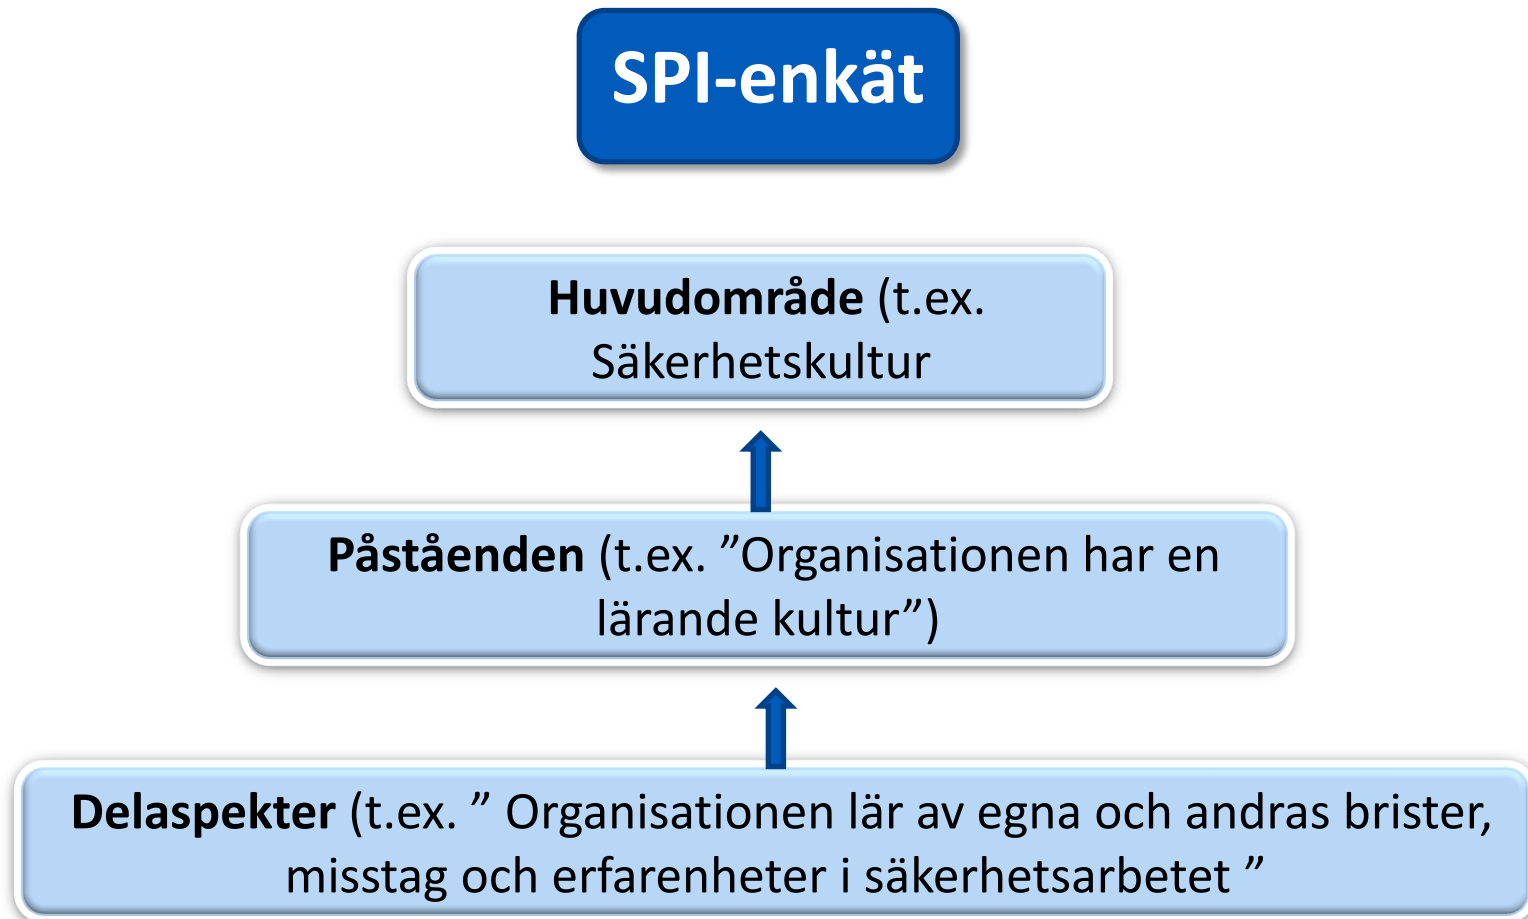 SPI-enkät
Huvudområde (t.ex.
Säkerhetskultur
Påståenden (t.ex. ”Organisationen har en
lärande kultur”)
Delaspekter (t.ex. ” Organisationen lär av egna och andras brister,
misstag och erfarenheter i säkerhetsarbetet ”